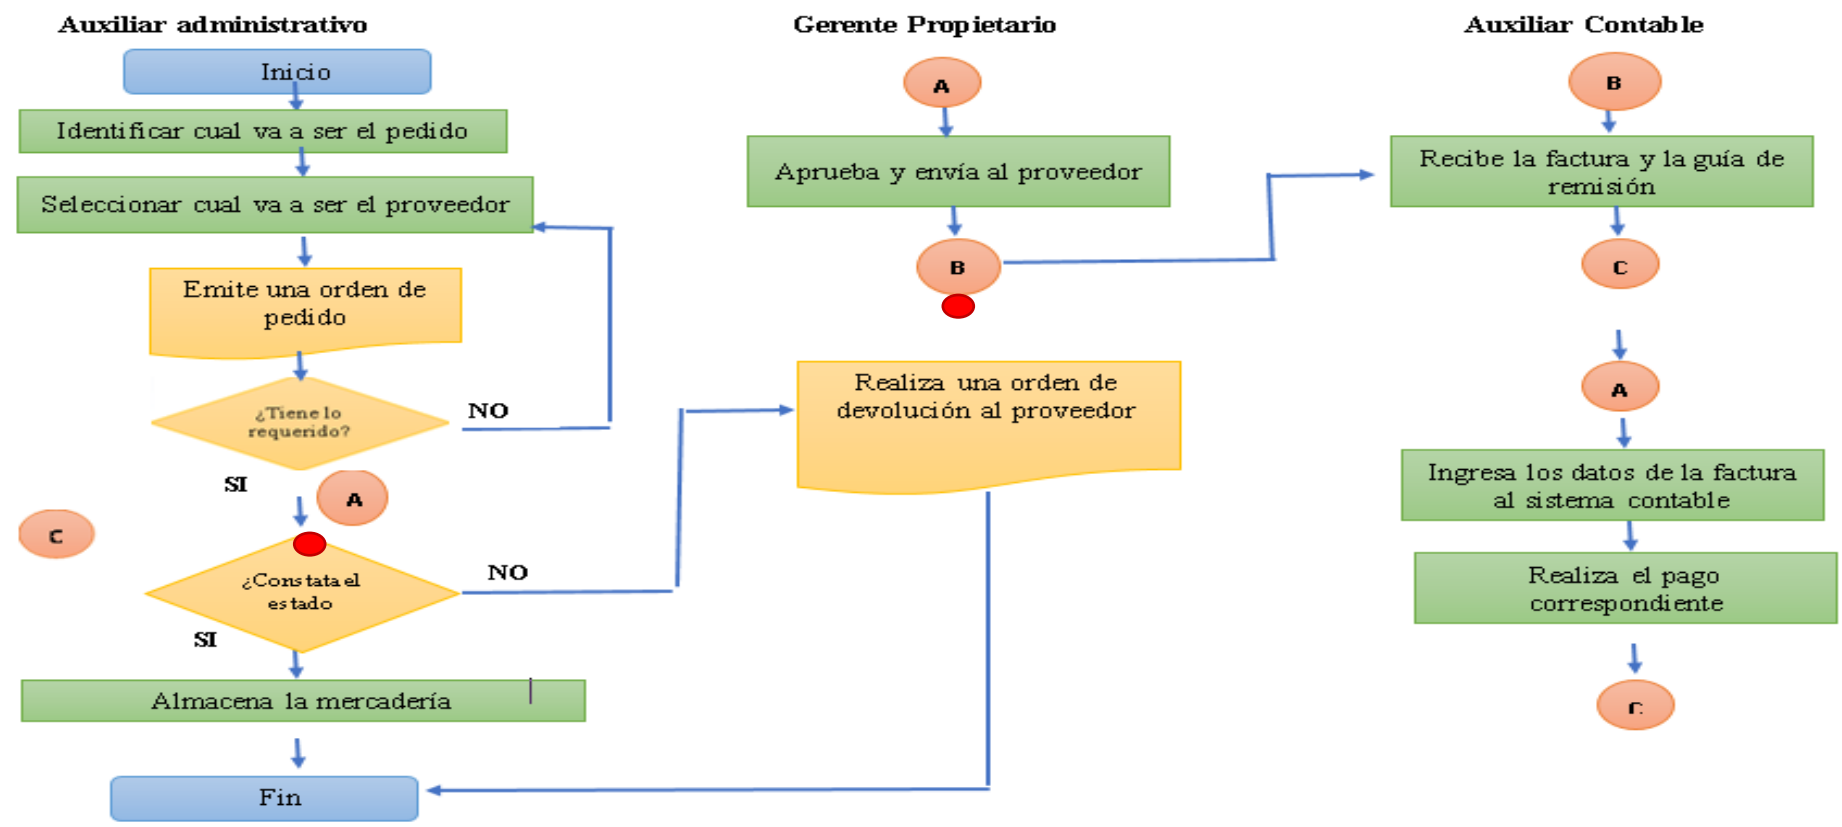 Auxiliar administrativo
Inicio
Identificar cual va a ser el pedido
Seleccionar cual va a ser el proveedor
Emite una orden de
pedido
¿Tiene lo
requerido?
NO
SI
A
C
¿Constata el
estado
NO
SI
Almacena la mercadería
Fin
Gerente Propietario
A
Aprueba y envía al proveedor
B
Realiza una orden de
devolución al proveedor
Auxiliar Contable
B
Recibe la factura y la guía de
remisión
C
A
Ingresa los datos de la factura
al sistema contable
Realiza el pago
correspondiente
C